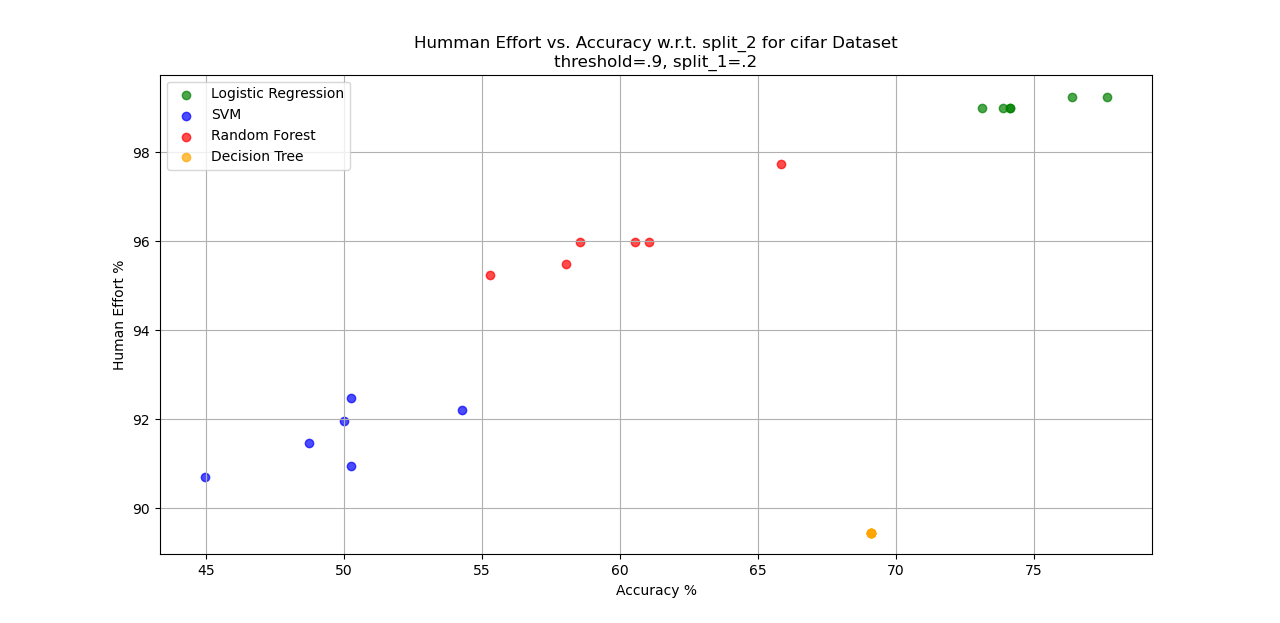 Humman Effort vs. Accuracy w.r.t. split_2 for cifar Dataset
threshold=.9, split_1=.2
Logistic Regression
SVM
Random Forest
Decision Tree
Human Effort %
98
96
94
92
90
45 50 55 60 65 70 75
Accuracy %